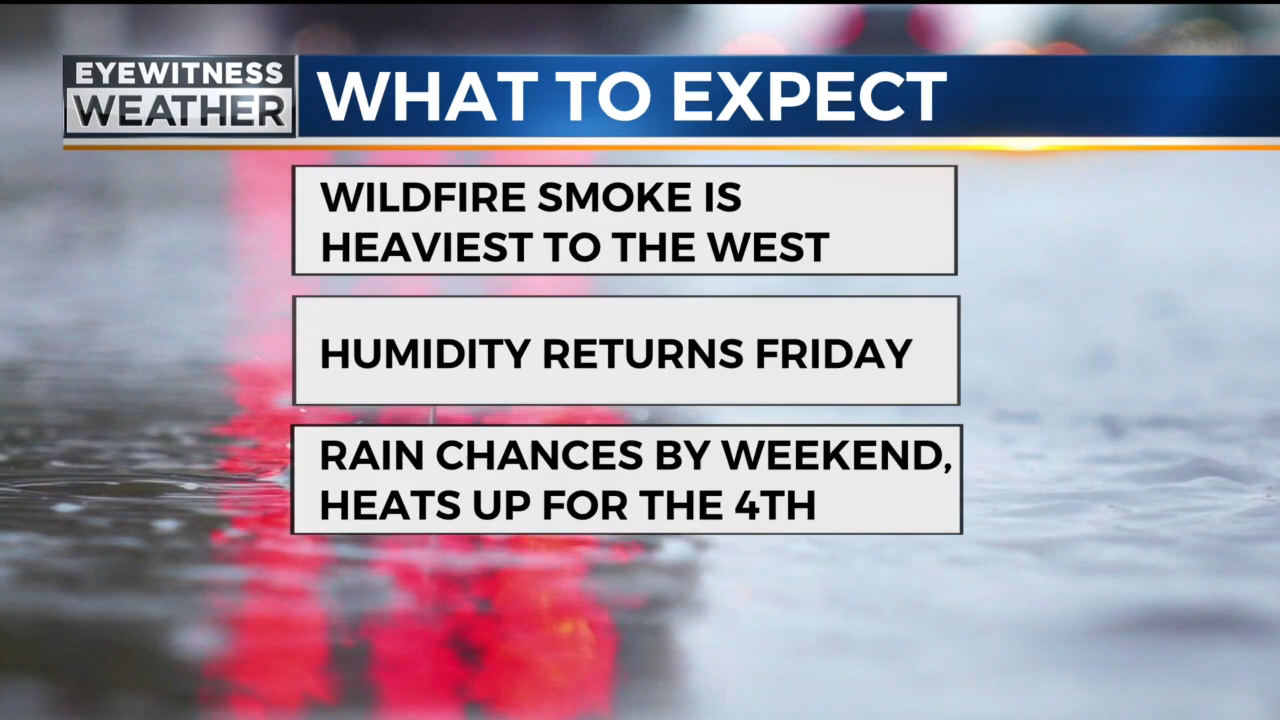 EYEWITNESS
WEATHER
WHAT TO EXPECT
WILDFIRE SMOKE IS
HEAVIEST TO THE WEST
HUMIDITY RETURNS FRIDAY
RAIN CHANCES BY WEEKEND,
HEATS UP FOR THE 4TH